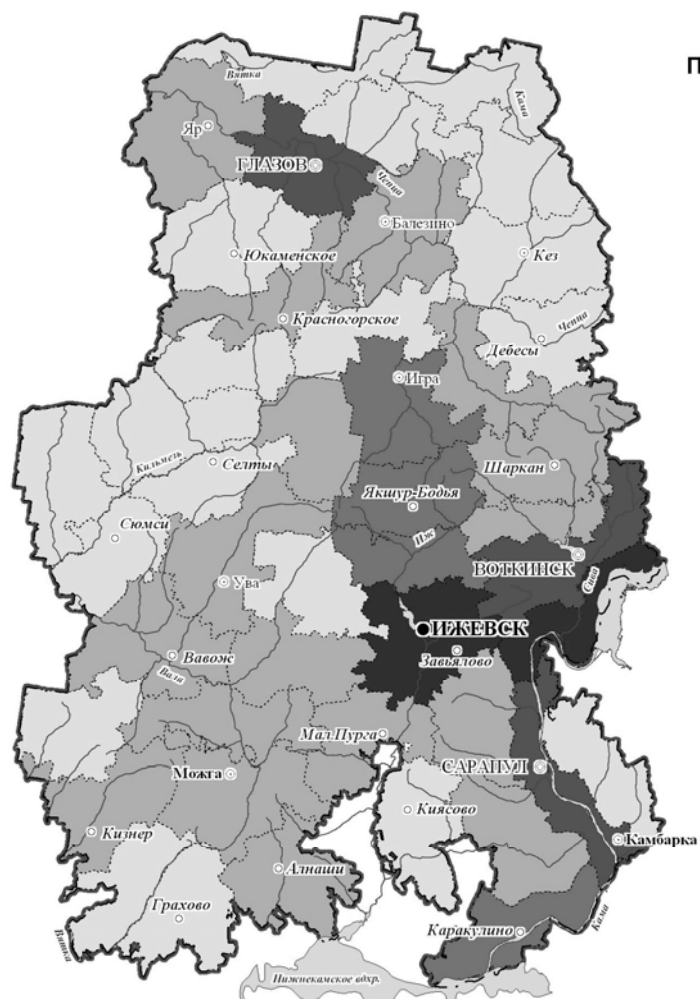 П
Вятка
Кама
Яр
ГЛАЗОВ
Чепца
Балезино
Юкаменское
Кез
Красногорское
Чепца
Дебесы
Игра
Кильмезь
Селты
Шаркан
Якшур-Бодья
Сюмси
Иж
ВОТКИНСК
Ува
Сива
ИЖЕВСК
Завьялово
Вавож
Вала
Мал.Пурга
Можга
САРАПУЛ
Киясово
Кизнер
Камбарка
Алнаши
Грахово
Каракулино
Кама
Вятка
Нижнекамское вдхр.